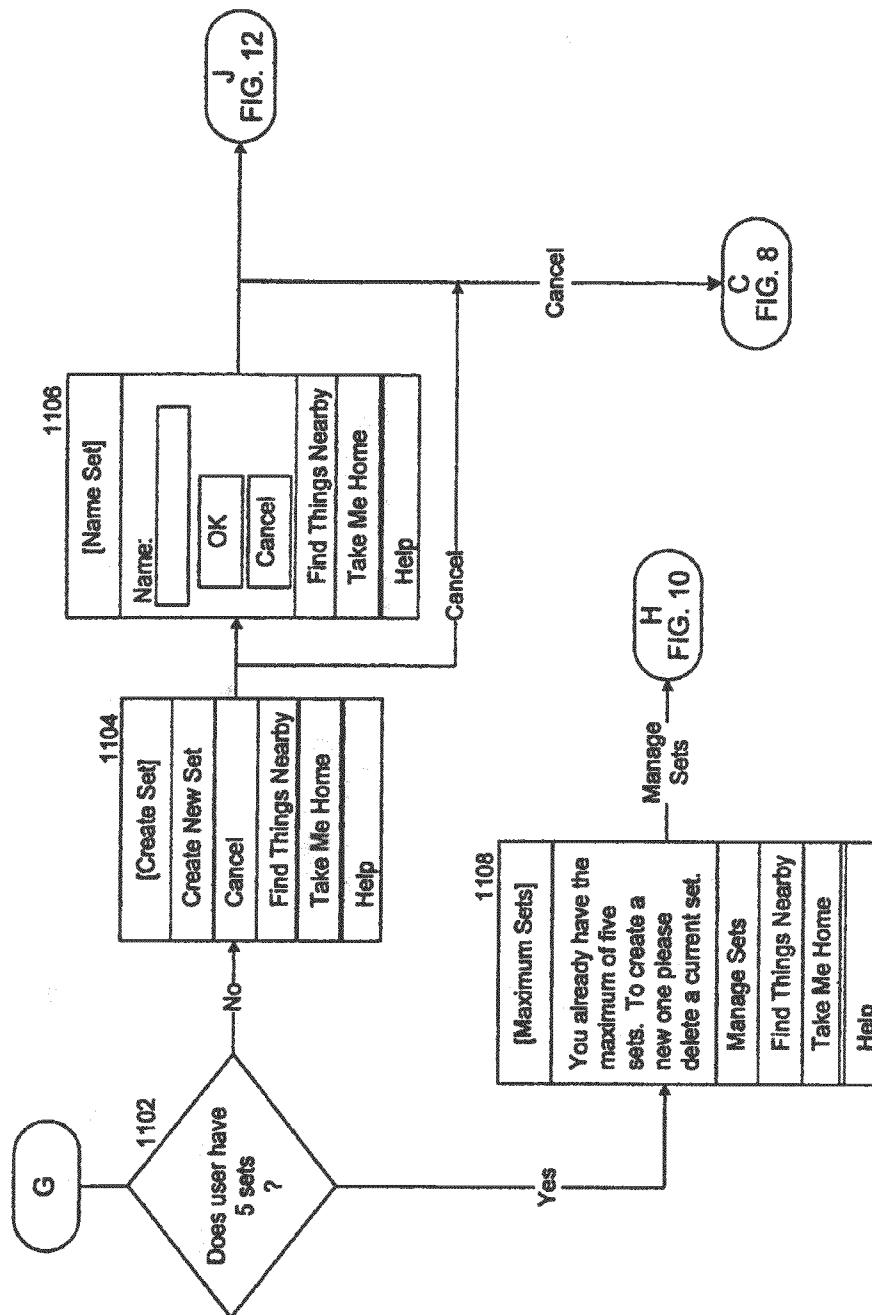 G
1102
Does user have
5 sets
?
No
Yes
1104
[Create Set]
Create New Set
Cancel
Find Things Nearby
Take Me Home
Help
1106
[Name Set]
Name:
OK
Cancel
Find Things Nearby
Take Me Home
Help
Cancel
Cancel
J
FIG. 12
C
FIG. 8
1108
[Maximum Sets]
You already have the
maximum of five
sets. To create a
new one please
delete a current set.
Manage Sets
Find Things Nearby
Take Me Home
Help
Manage
Sets
H
FIG. 10